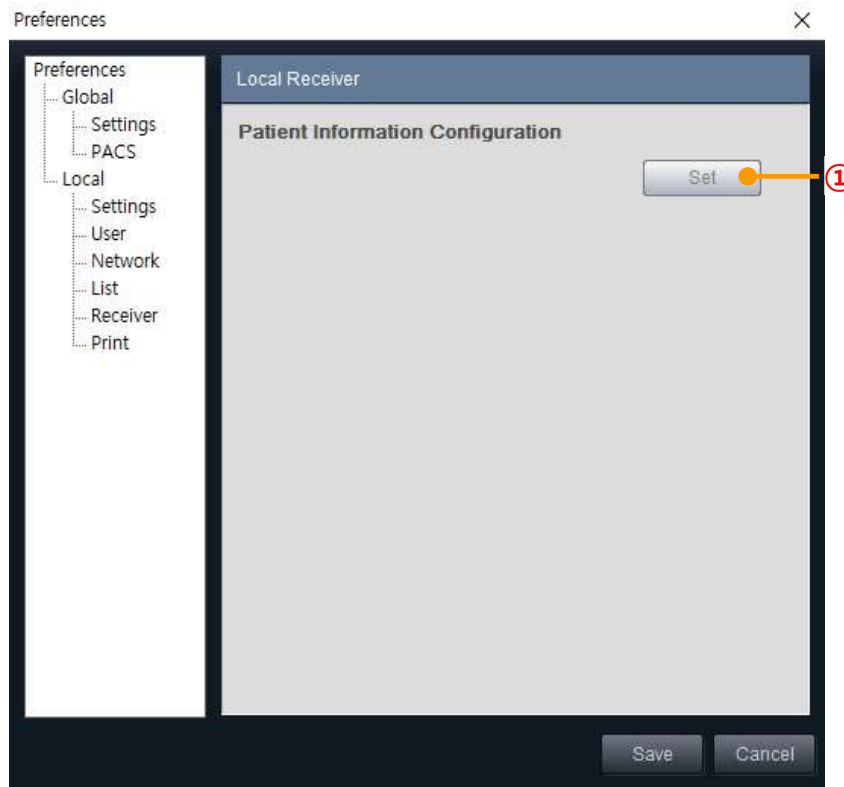 Preferences
Preferences
Global
Settings
PACS
Local
Settings
User
Network
List
Receiver
Print
Local Receiver
Patient Information Configuration
Set
①
Save
Cancel